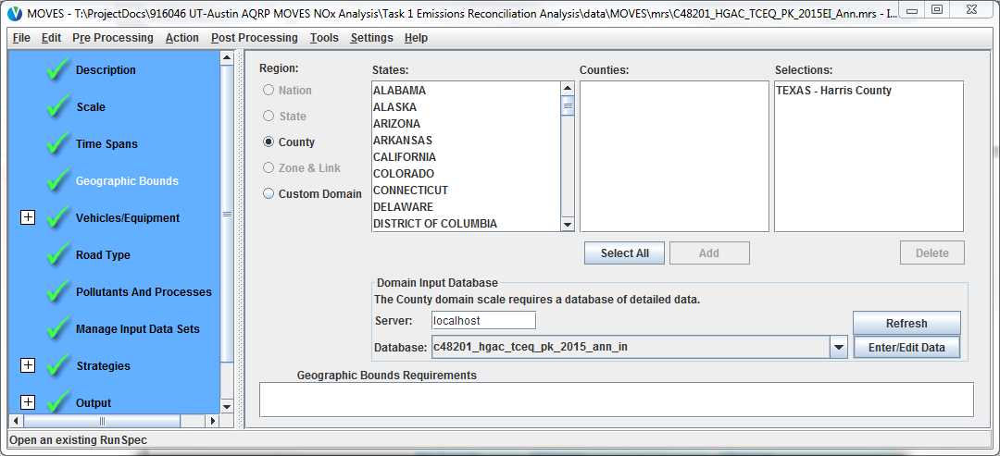 MOVES - T:\ProjectDocs\916046 UT-Austin AQRP MOVES NOx Analysis\Task 1 Emissions Reconciliation Analysis\data\MOVES\mrs\C48201_HGAC_TCEQ_PK_2015EI_Ann.mrs - I...
File Edit Pre Processing Action Post Processing Tools Settings Help
Description
Scale
Time Spans
Geographic Bounds
Vehicles/Equipment
Road Type
Pollutants And Processes
Manage Input Data Sets
Strategies
Output
Region:
Nation
State
County
Zone & Link
Custom Domain
States:
ALABAMA
ALASKA
ARIZONA
ARKANSAS
CALIFORNIA
COLORADO
CONNECTICUT
DELAWARE
DISTRICT OF COLUMBIA
Counties:
Select All
Add
Selections:
TEXAS - Harris County
Delete
Domain Input Database
The County domain scale requires a database of detailed data.
Server: localhost
Refresh
Database: c48201_hgac_tceq_pk_2015_ann_in
Enter/Edit Data
Geographic Bounds Requirements
Open an existing RunSpec